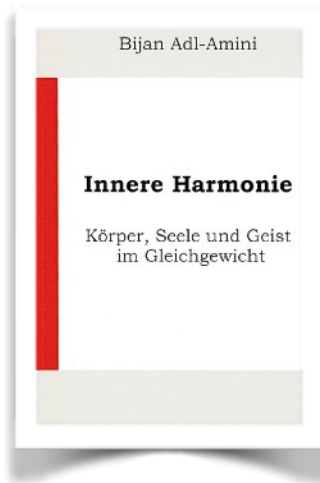 Bijan Adl-Amini
Innere Harmonie
Körper, Seele und Geist
im Gleichgewicht